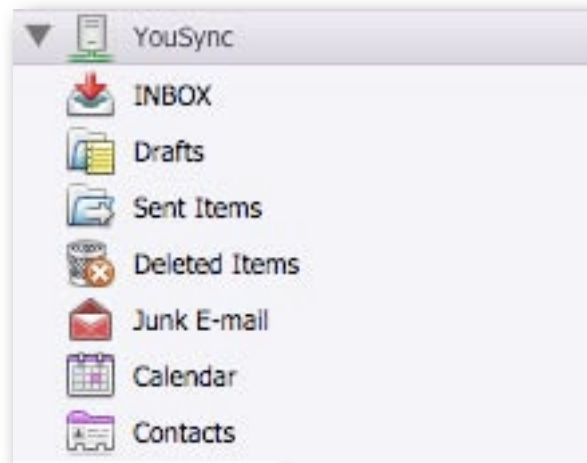 YouSync
INBOX
Drafts
Sent Items
Deleted Items
Junk E-mail
Calendar
Contacts